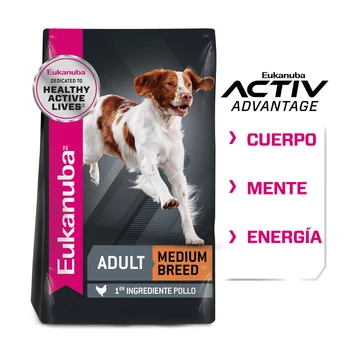 Eukanuba
DEDICATED TO
HEALTHY
ACTIVE
LIVES
Eukanuba
ADULT
MEDIUM
BREED
1ER INGREDIENTE POLLO
Eukanuba
ACTIV
ADVANTAGE
CUERPO
MENTE
ENERGÍA